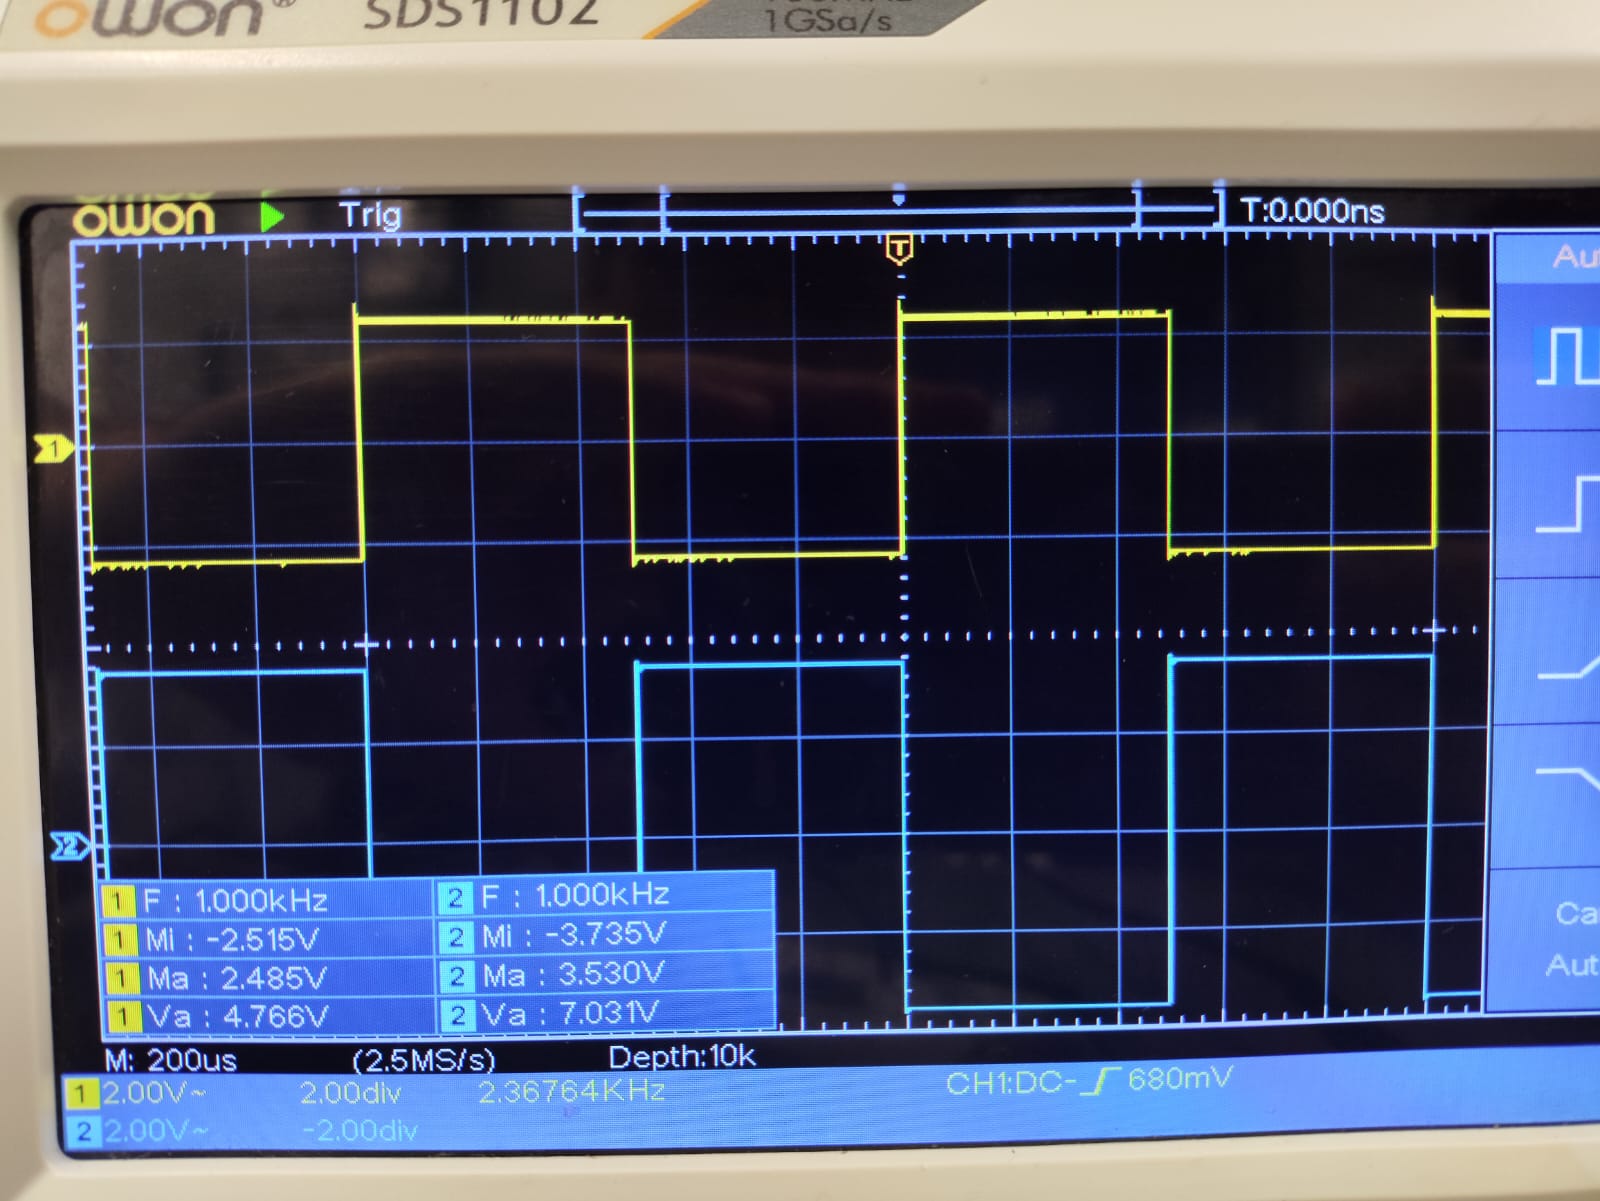 owon® SDS1102
1GSa/s
owon Trig T:0.000ns
T
Au
1
2
1 F : 1.000kHz 2 F : 1.000kHz
1 Mi : -2.515V 2 Mi : -3.735V
1 Ma : 2.485V 2 Ma : 3.530V
1 Va : 4.766V 2 Va : 7.031V
Ca
Aut
M: 200us (2.5MS/s) Depth:10k
1 2.00V~ 2.00div 2.36764KHz CH1:DC- 680mV
2 2.00V~ -2.00div